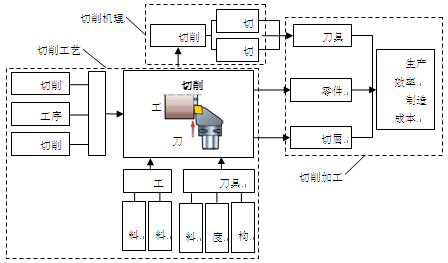 切削机理
切削工艺
切削
切
切
刀具
生产
效率
制造
成本
切削
工序
切削
切削
工
刀
零件
切屑
切削加工
工
刀具
料
料
料
度
构